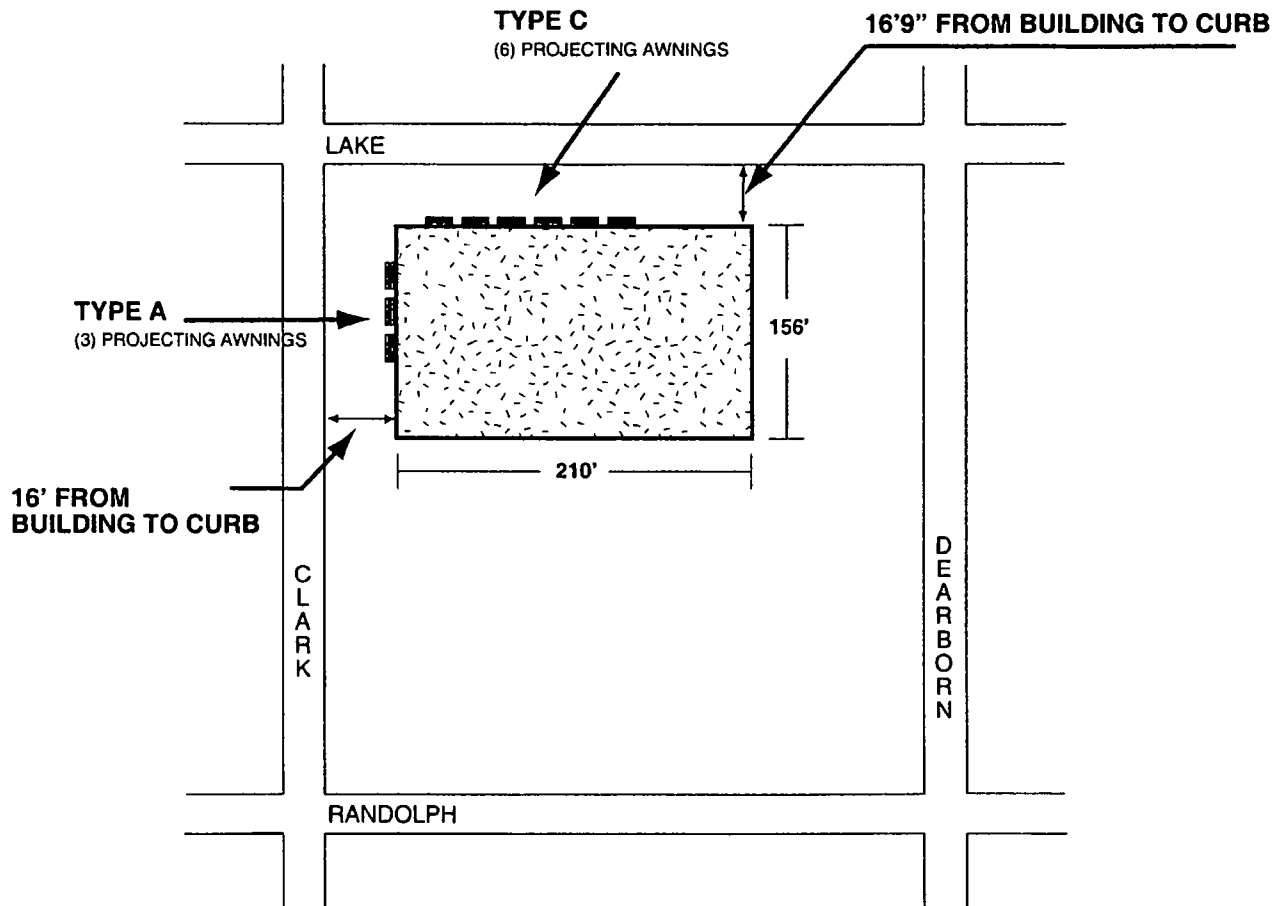 TYPE C
(6) PROJECTING AWNINGS
16'9" FROM BUILDING TO CURB
LAKE
TYPE A
(3) PROJECTING AWNINGS
156'
210'
16' FROM
BUILDING TO CURB
CLARK
DEARBORN
RANDOLPH